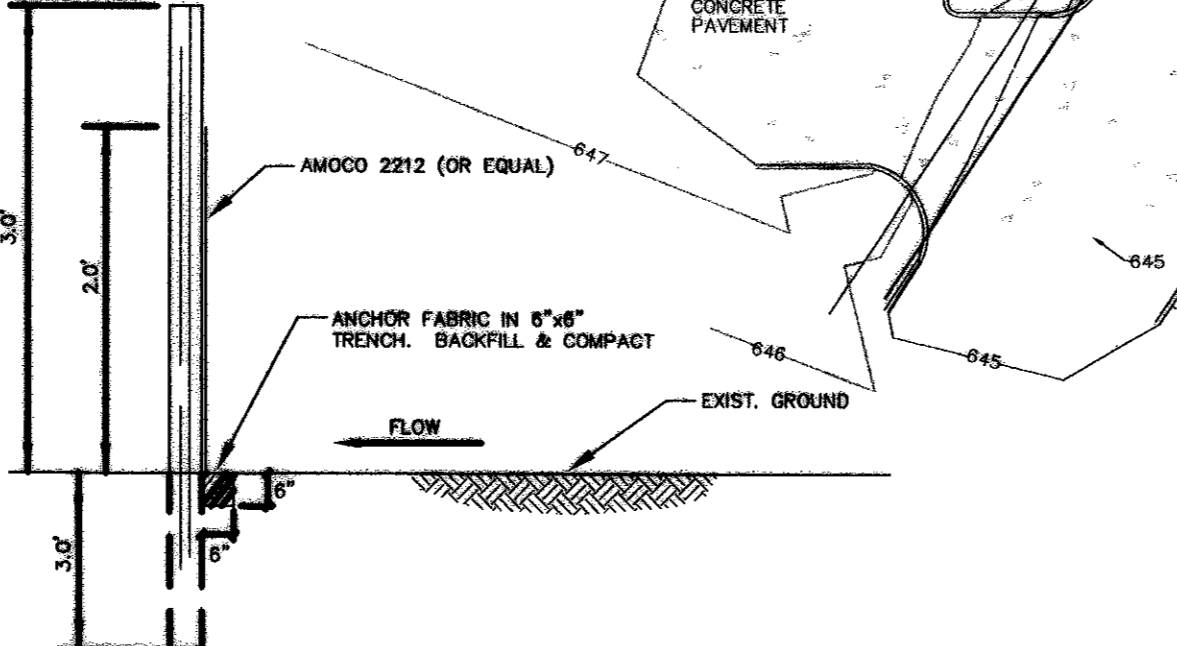 CONCRETE
PAVEMENT
647
AMOCO 2212 (OR EQUAL)
3.0'
2.0'
645
ANCHOR FABRIC IN 6"x6"
TRENCH. BACKFILL & COMPACT
646
645
EXIST. GROUND
FLOW
6"
6"
3.0'